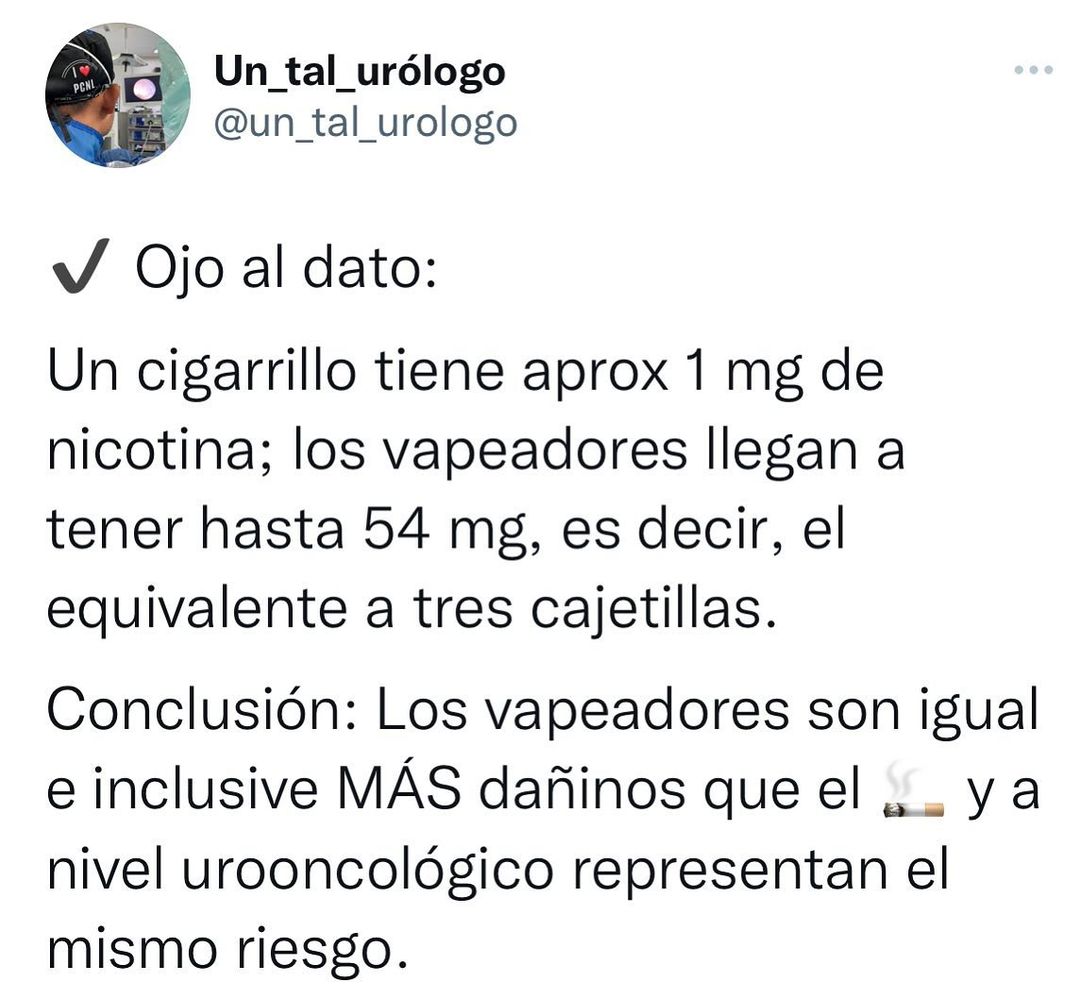 Un_tal_urólogo
@un_tal_urologo
I ❤️
PCNL
✔️ Ojo al dato:
Un cigarrillo tiene aprox 1 mg de
nicotina; los vapeadores llegan a
tener hasta 54 mg, es decir, el
equivalente a tres cajetillas.
Conclusión: Los vapeadores son igual
e inclusive MÁS dañinos que el 🚬 y a
nivel urooncológico representan el
mismo riesgo.